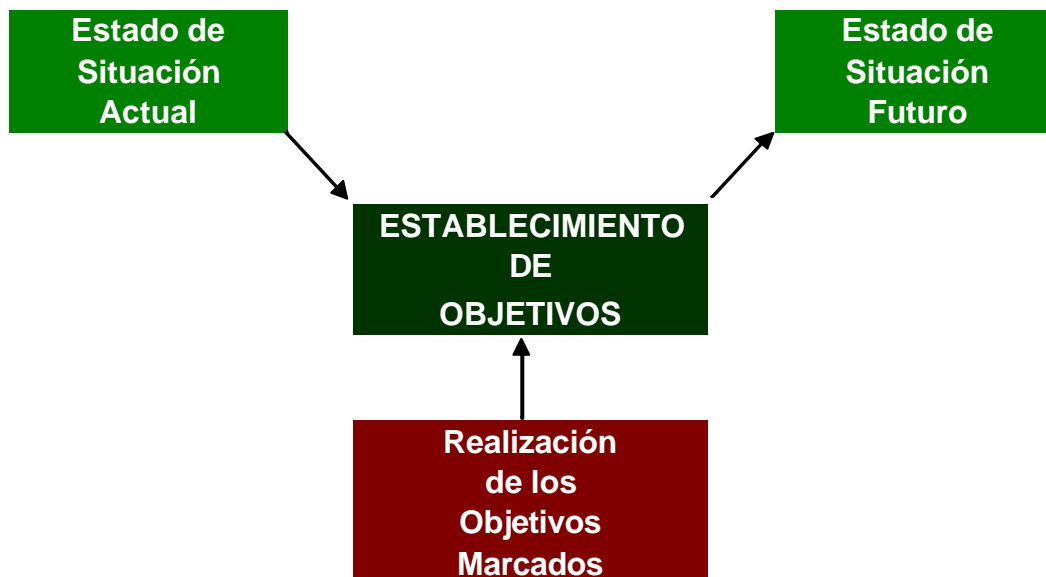 Estado de
Situación
Actual
Estado de
Situación
Futuro
ESTABLECIMIENTO
DE
OBJETIVOS
Realización
de los
Objetivos
Marcados